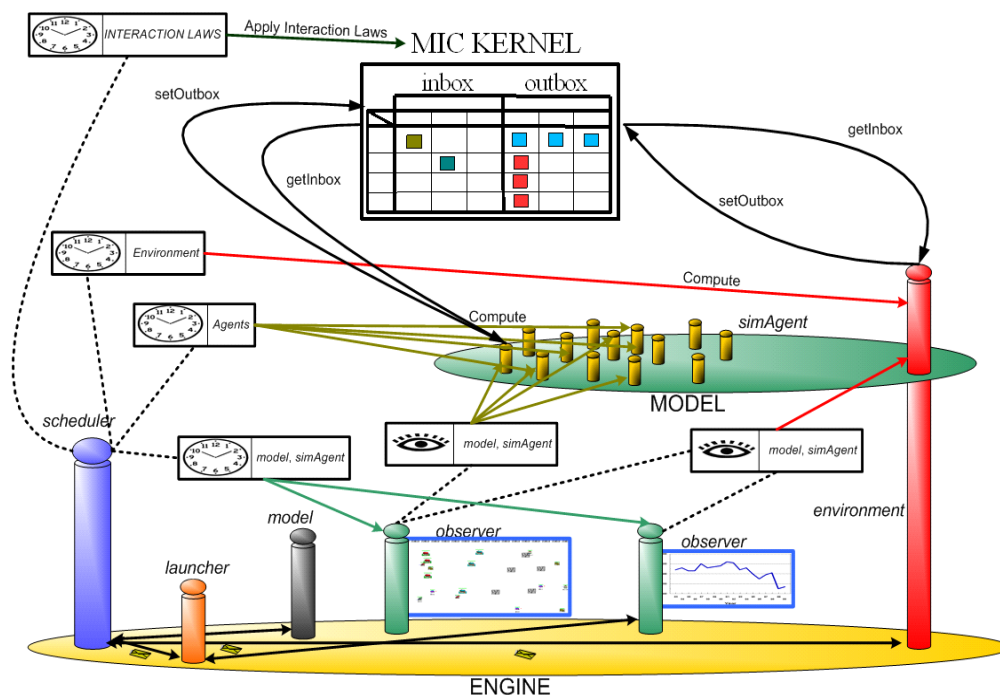 INTERACTION LAWS
Apply Interaction Laws
MIC KERNEL
inbox
outbox
setOutbox
getInbox
getInbox
setOutbox
Environment
Compute
Agents
Compute
simAgent
MODEL
scheduler
model, simAgent
model, simAgent
model, simAgent
environment
model
observer
observer
launcher
ENGINE